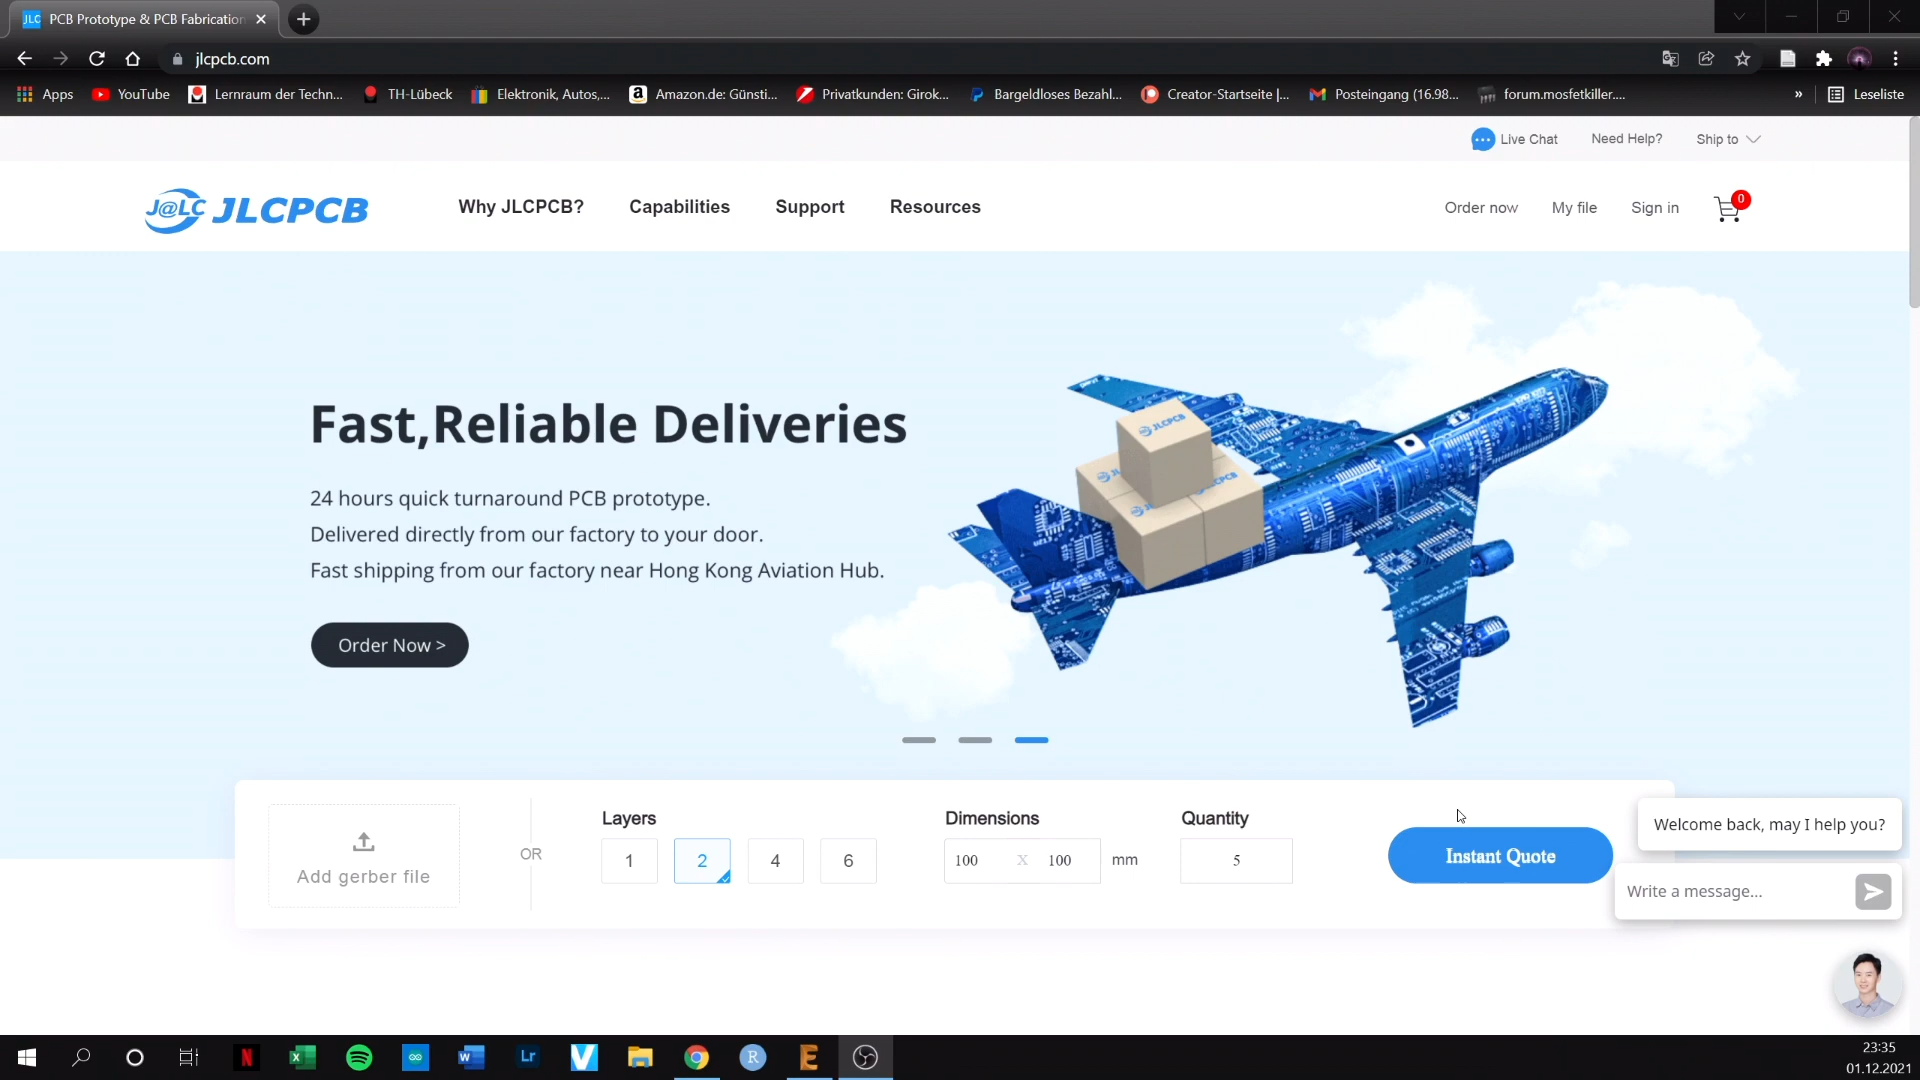 JLC PCB Prototype & PCB Fabrication
jlcpcb.com
Apps YouTube Lernraum der Techn... TH-Lübeck Elektronik, Autos,... Amazon.de: Günsti... Privatkunden: Girok... Bargeldloses Bezahl... Creator-Startseite |... Posteingang (16.98... forum.mosfetkiller.... » Leseliste
Live Chat Need Help? Ship to
J@LC JLCPCB Why JLCPCB? Capabilities Support Resources Order now My file Sign in 0
Fast,Reliable Deliveries
24 hours quick turnaround PCB prototype.
Delivered directly from our factory to your door.
Fast shipping from our factory near Hong Kong Aviation Hub.
Order Now >
JLCPCB
Layers Dimensions Quantity
Add gerber file OR 1 2 4 6 100 X 100 mm 5 Instant Quote
Welcome back, may I help you?
Write a message...
N Lr V R E
23:35
01.12.2021